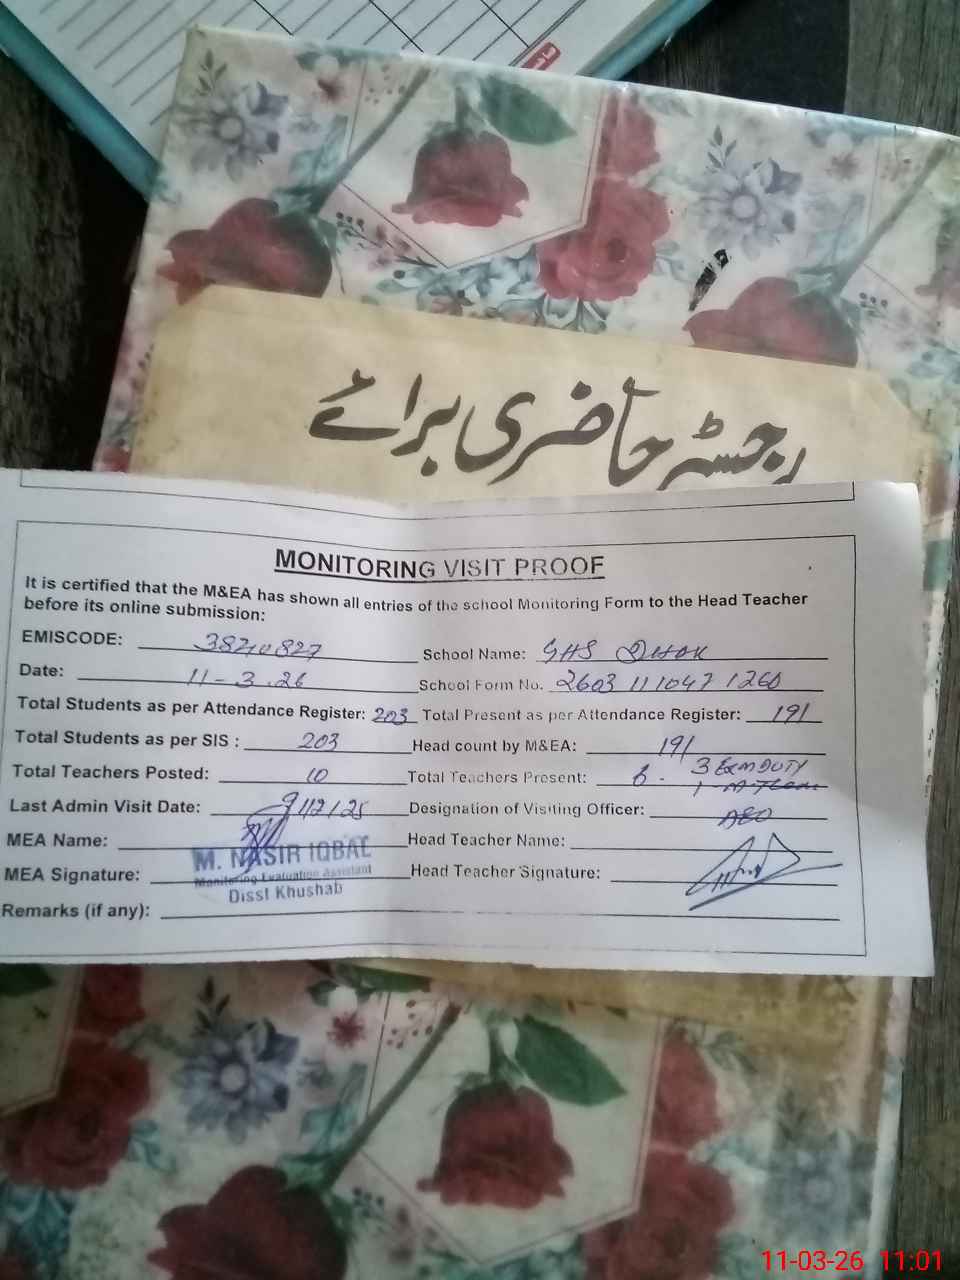 رجسٹر حاضری برائے
MONITORING VISIT PROOF
It is certified that the M&EA has shown all entries of the school Monitoring Form to the Head Teacher
before its online submission:
EMISCODE: 38240827 School Name: GHS DHOK
Date: 11-3-26 School Form No. 2603 11 1047 1260
Total Students as per Attendance Register: 203 Total Present as per Attendance Register: 191
Total Students as per SIS : 203 Head count by M&EA: 191
Total Teachers Posted: 10 Total Teachers Present: 6 - 3 Exm DUTY
Last Admin Visit Date: 9/12/25 Designation of Visiting Officer: AEO
MEA Name: Head Teacher Name:
M. NASIR IQBAL
MEA Signature: Head Teacher Signature:
Monitoring Evaluation Assistant
Disst Khushab
Remarks (if any):
11-03-26 11:01